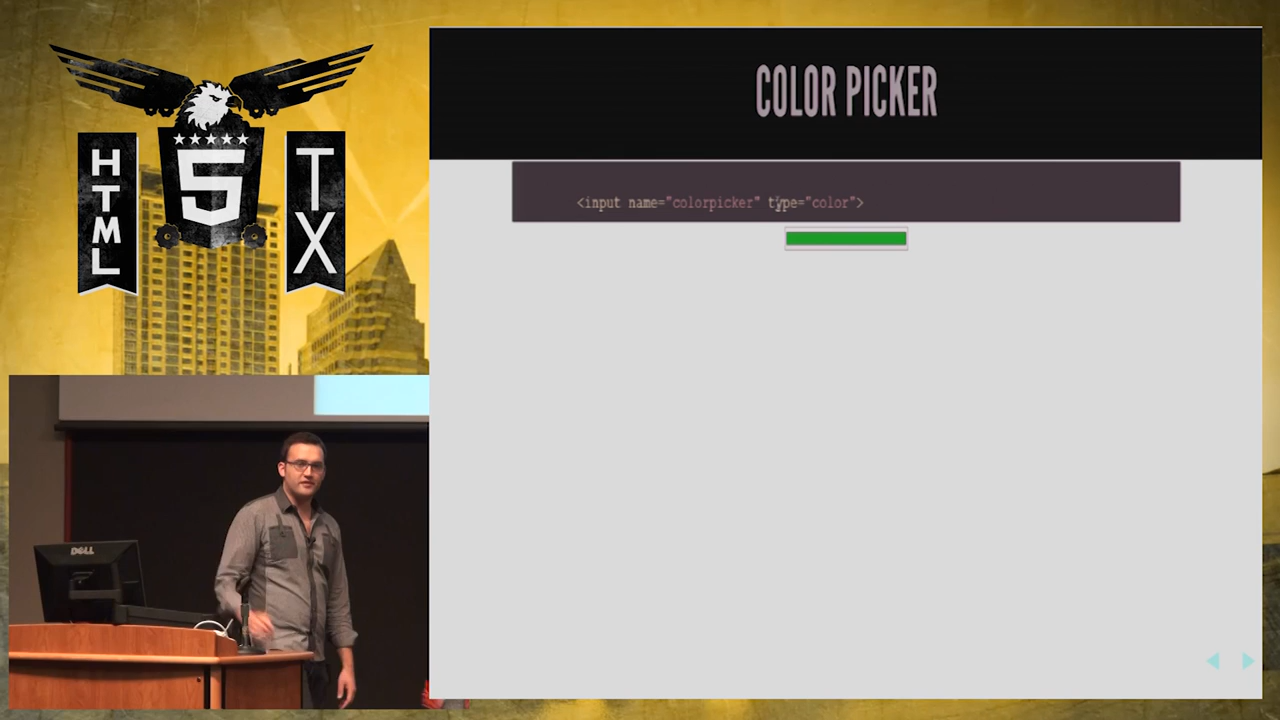 HTML
5
TX
COLOR PICKER
<input name="colorpicker" type="color">
DELL